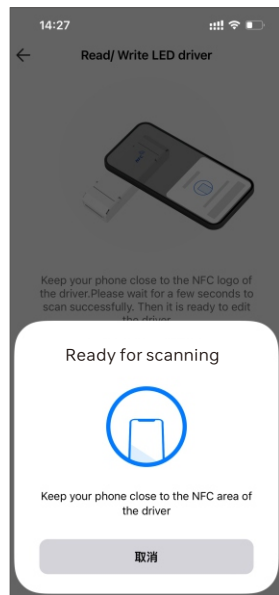 14:27
Read/ Write LED driver
Keep your phone close to the NFC logo of
the driver.Please wait for a few seconds to
scan successfully. Then it is ready to edit
the driver
Ready for scanning
Keep your phone close to the NFC area of
the driver
取消